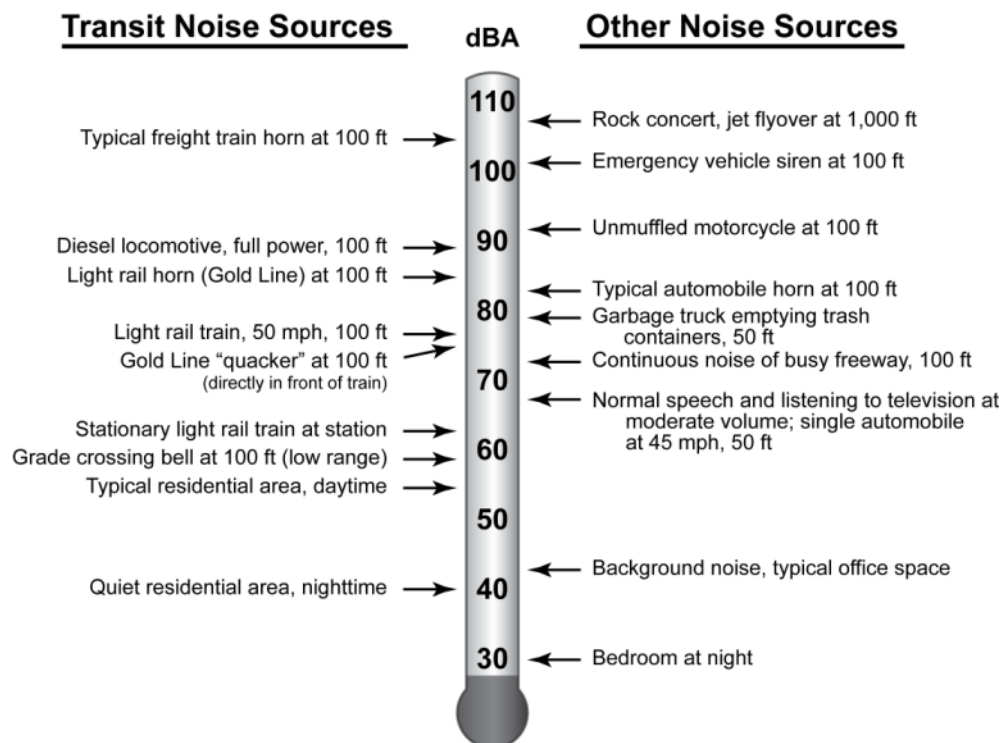 Transit Noise Sources
dBA
Other Noise Sources
110
Rock concert, jet flyover at 1,000 ft
Typical freight train horn at 100 ft
Emergency vehicle siren at 100 ft
100
Unmuffled motorcycle at 100 ft
90
Diesel locomotive, full power, 100 ft
Light rail horn (Gold Line) at 100 ft
Typical automobile horn at 100 ft
80
Garbage truck emptying trash
containers, 50 ft
Light rail train, 50 mph, 100 ft
Gold Line “quacker” at 100 ft
(directly in front of train)
Continuous noise of busy freeway, 100 ft
70
Normal speech and listening to television at
moderate volume; single automobile
at 45 mph, 50 ft
Stationary light rail train at station
60
Grade crossing bell at 100 ft (low range)
Typical residential area, daytime
50
Background noise, typical office space
Quiet residential area, nighttime
40
30
Bedroom at night